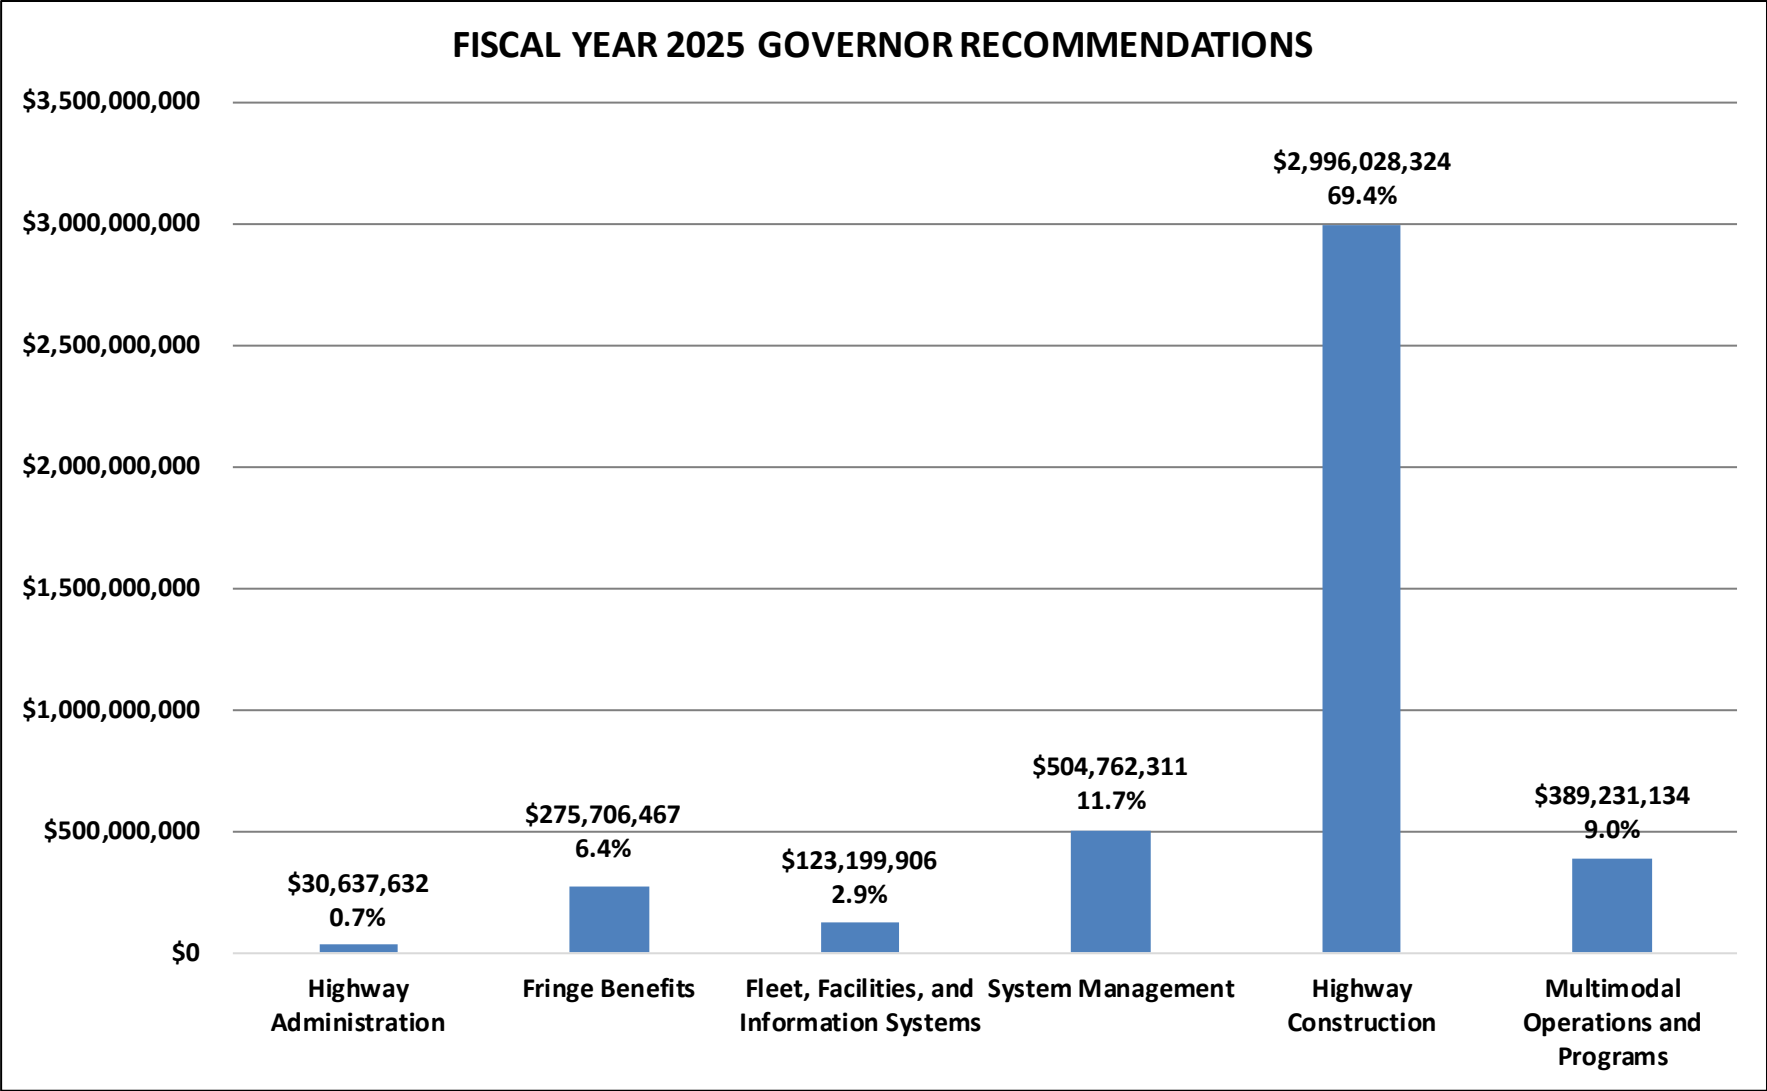 FISCAL YEAR 2025 GOVERNOR RECOMMENDATIONS
$3,500,000,000
$3,000,000,000
$2,500,000,000
$2,000,000,000
$1,500,000,000
$1,000,000,000
$500,000,000
$0
$30,637,632
0.7%
$275,706,467
6.4%
$123,199,906
2.9%
$504,762,311
11.7%
$2,996,028,324
69.4%
$389,231,134
9.0%
Highway
Administration
Fringe Benefits
Fleet, Facilities, and
Information Systems
System Management
Highway
Construction
Multimodal
Operations and
Programs